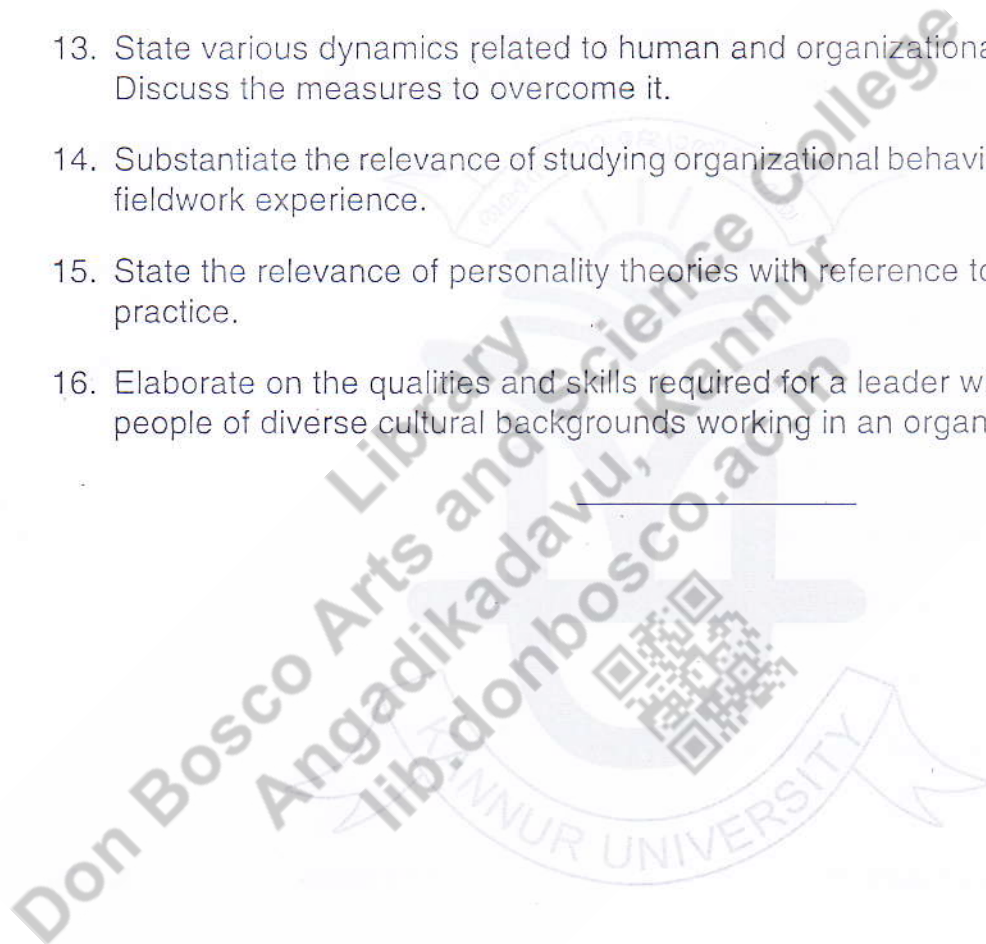 13. State various dynamics related to human and organizationa
Discuss the measures to overcome it.
14. Substantiate the relevance of studying organizational behavi
fieldwork experience.
15. State the relevance of personality theories with reference to
practice.
16. Elaborate on the qualities and skills required for a leader w
people of diverse cultural backgrounds working in an organ
Library
Don Bosco Arts and Science College
Angadikadavu, Kannur
lib.donbosco.ac.in
KANNUR UNIVERSITY